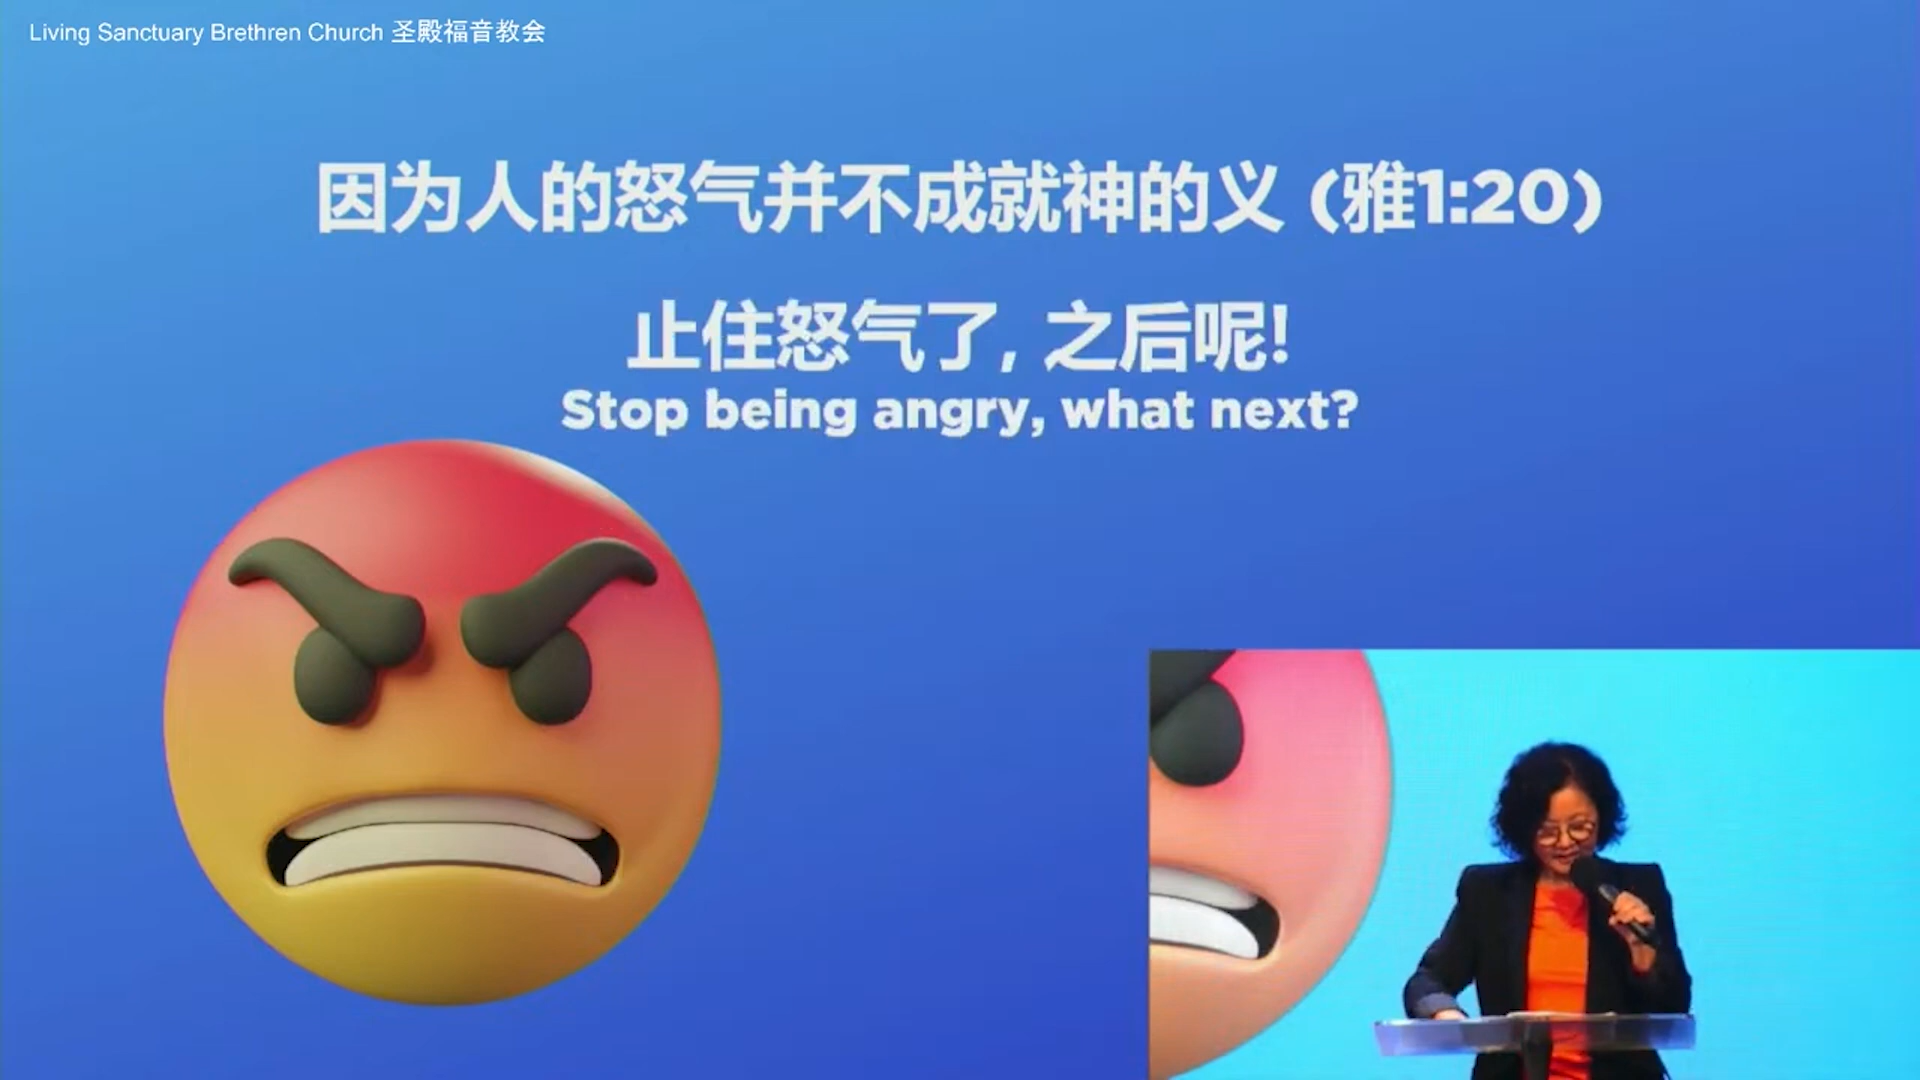 Living Sanctuary Brethren Church 圣殿福音教会
因为人的怒气并不成就神的义 (雅1:20)
止住怒气了, 之后呢!
Stop being angry, what next?